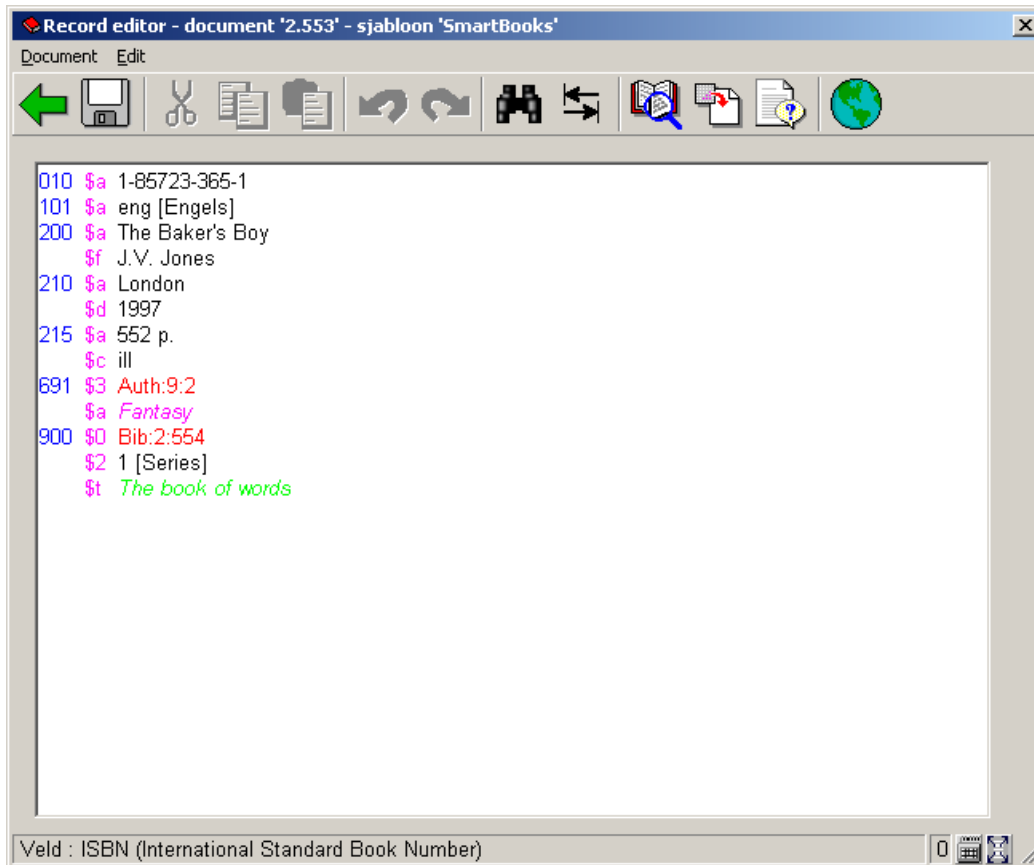 Record editor - document '2.553' - sjabloon 'SmartBooks'
Document Edit
010 $a 1-85723-365-1
101 $a eng [Engels]
200 $a The Baker's Boy
$f J.V. Jones
210 $a London
$d 1997
215 $a 552 p.
$c ill
691 $3 Auth:9:2
$a Fantasy
900 $0 Bib:2:554
$2 1 [Series]
$t The book of words
Veld : ISBN (International Standard Book Number) 0